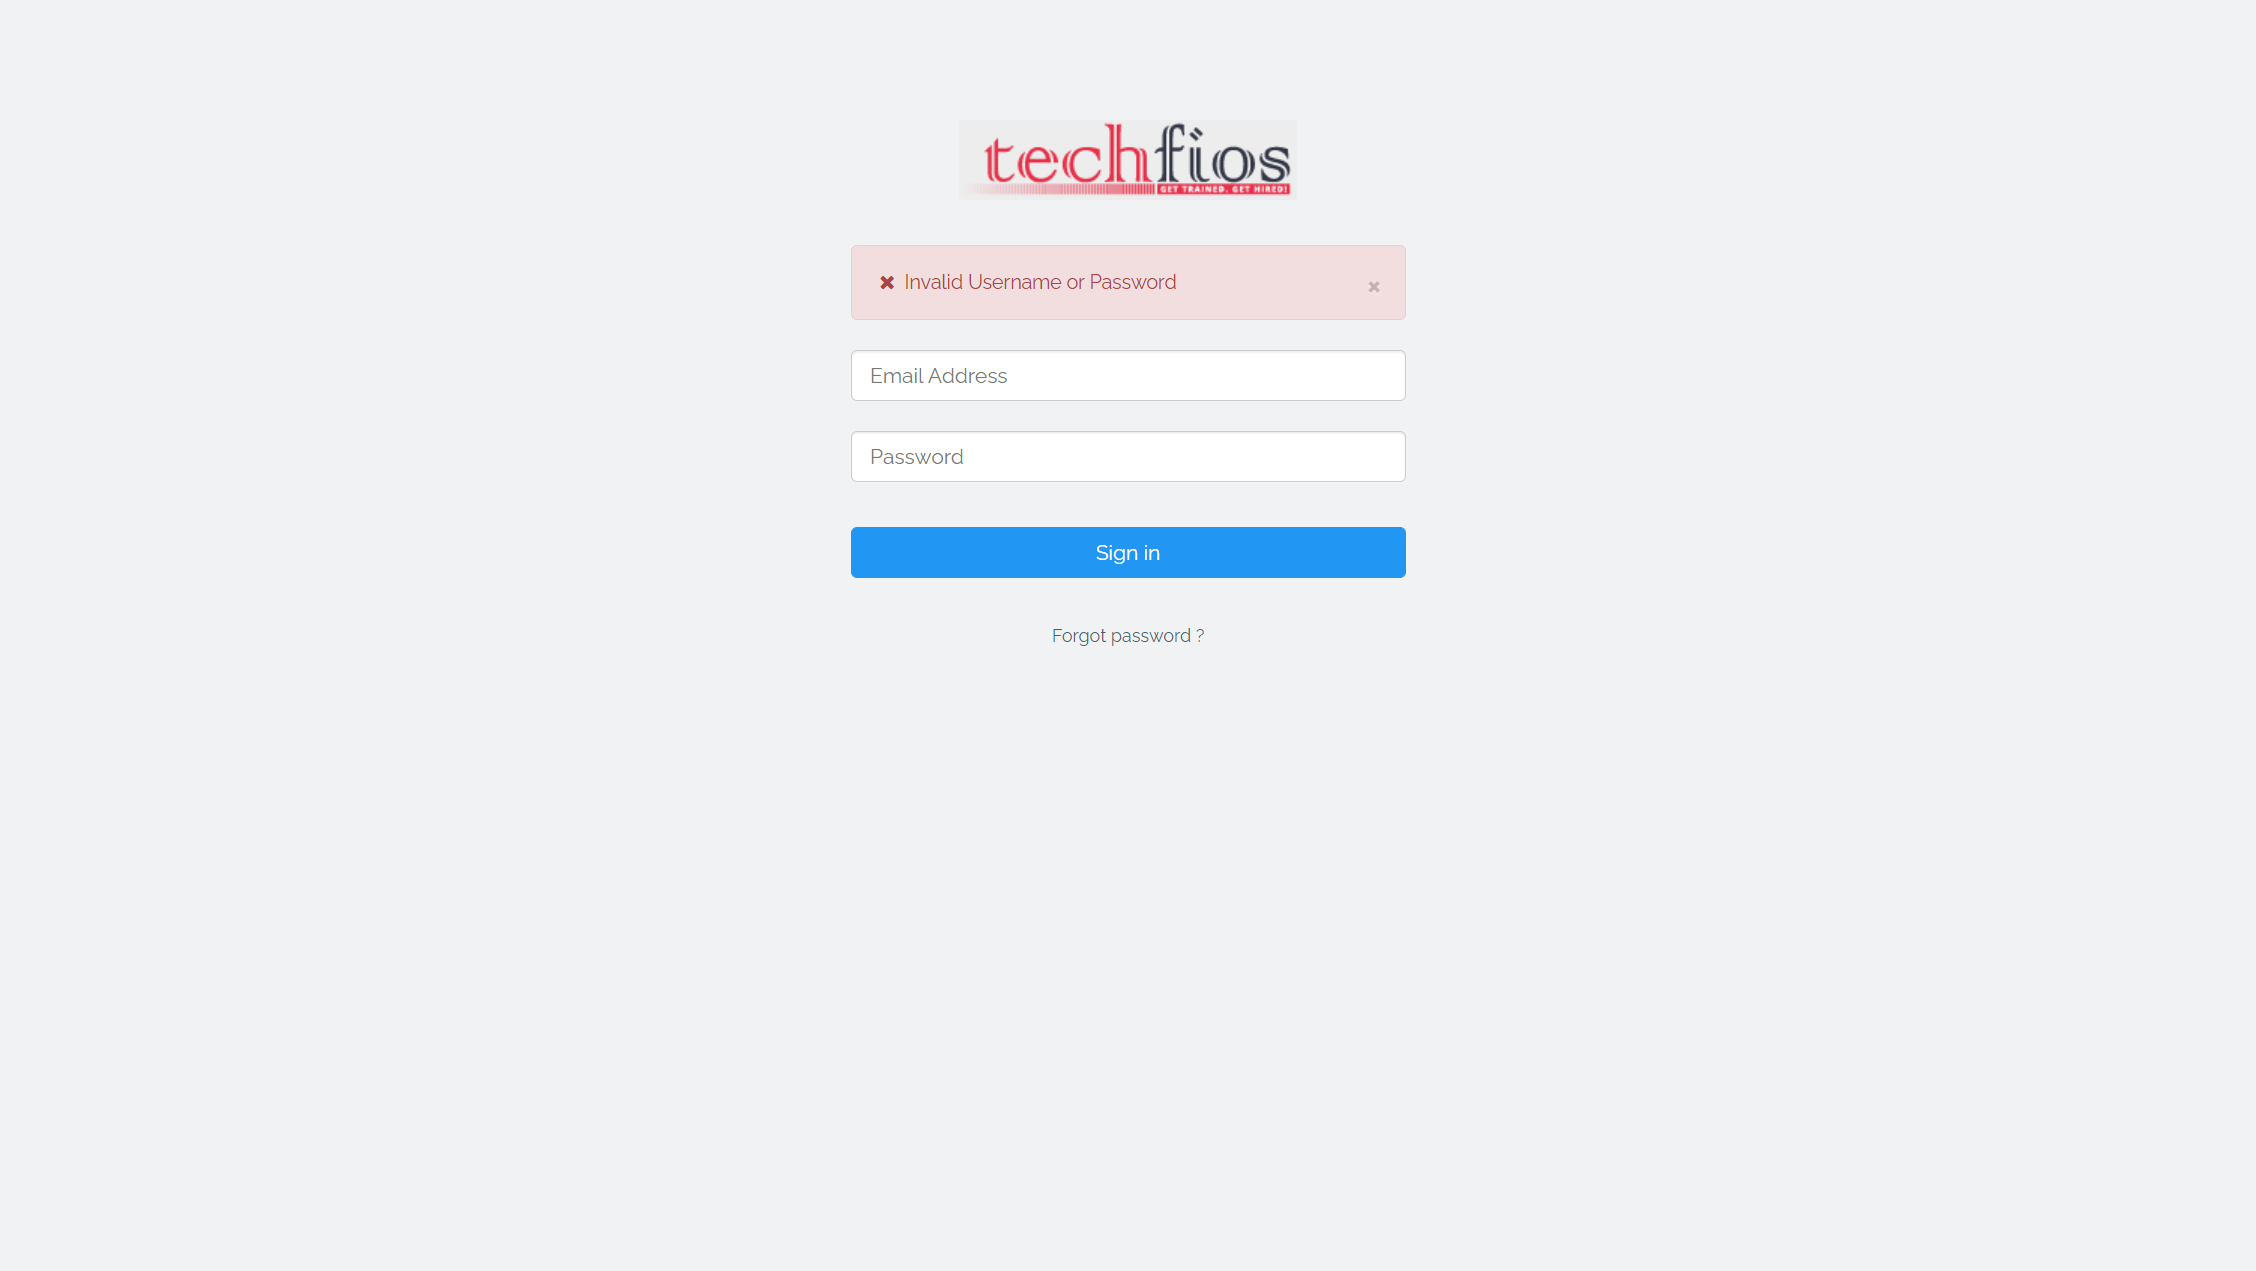 techfios
GET TRAINED. GET HIRED!
Invalid Username or Password
Email Address
Password
Sign in
Forgot password ?